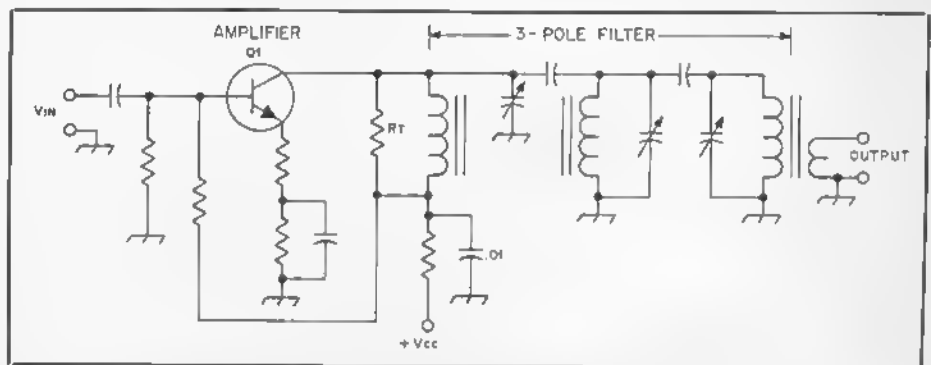 AMPLIFIER
Q1
3-POLE FILTER
VIN
RT
OUTPUT
.01
+Vcc